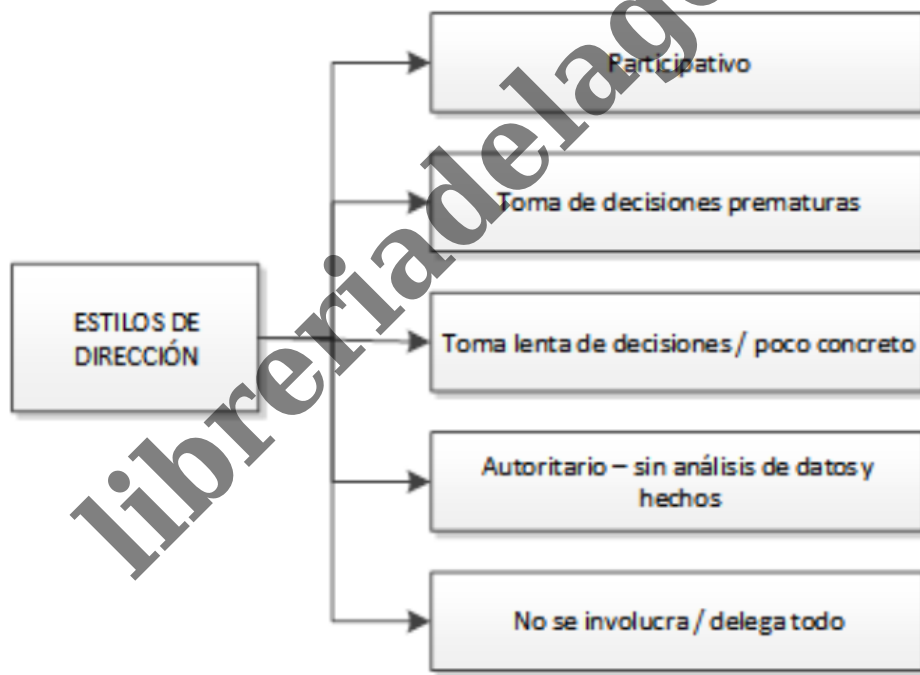 Participativo
Toma de decisiones prematuras
ESTILOS DE
DIRECCIÓN
Toma lenta de decisiones / poco concreto
Autoritario – sin análisis de datos y
hechos
No se involucra / delega todo